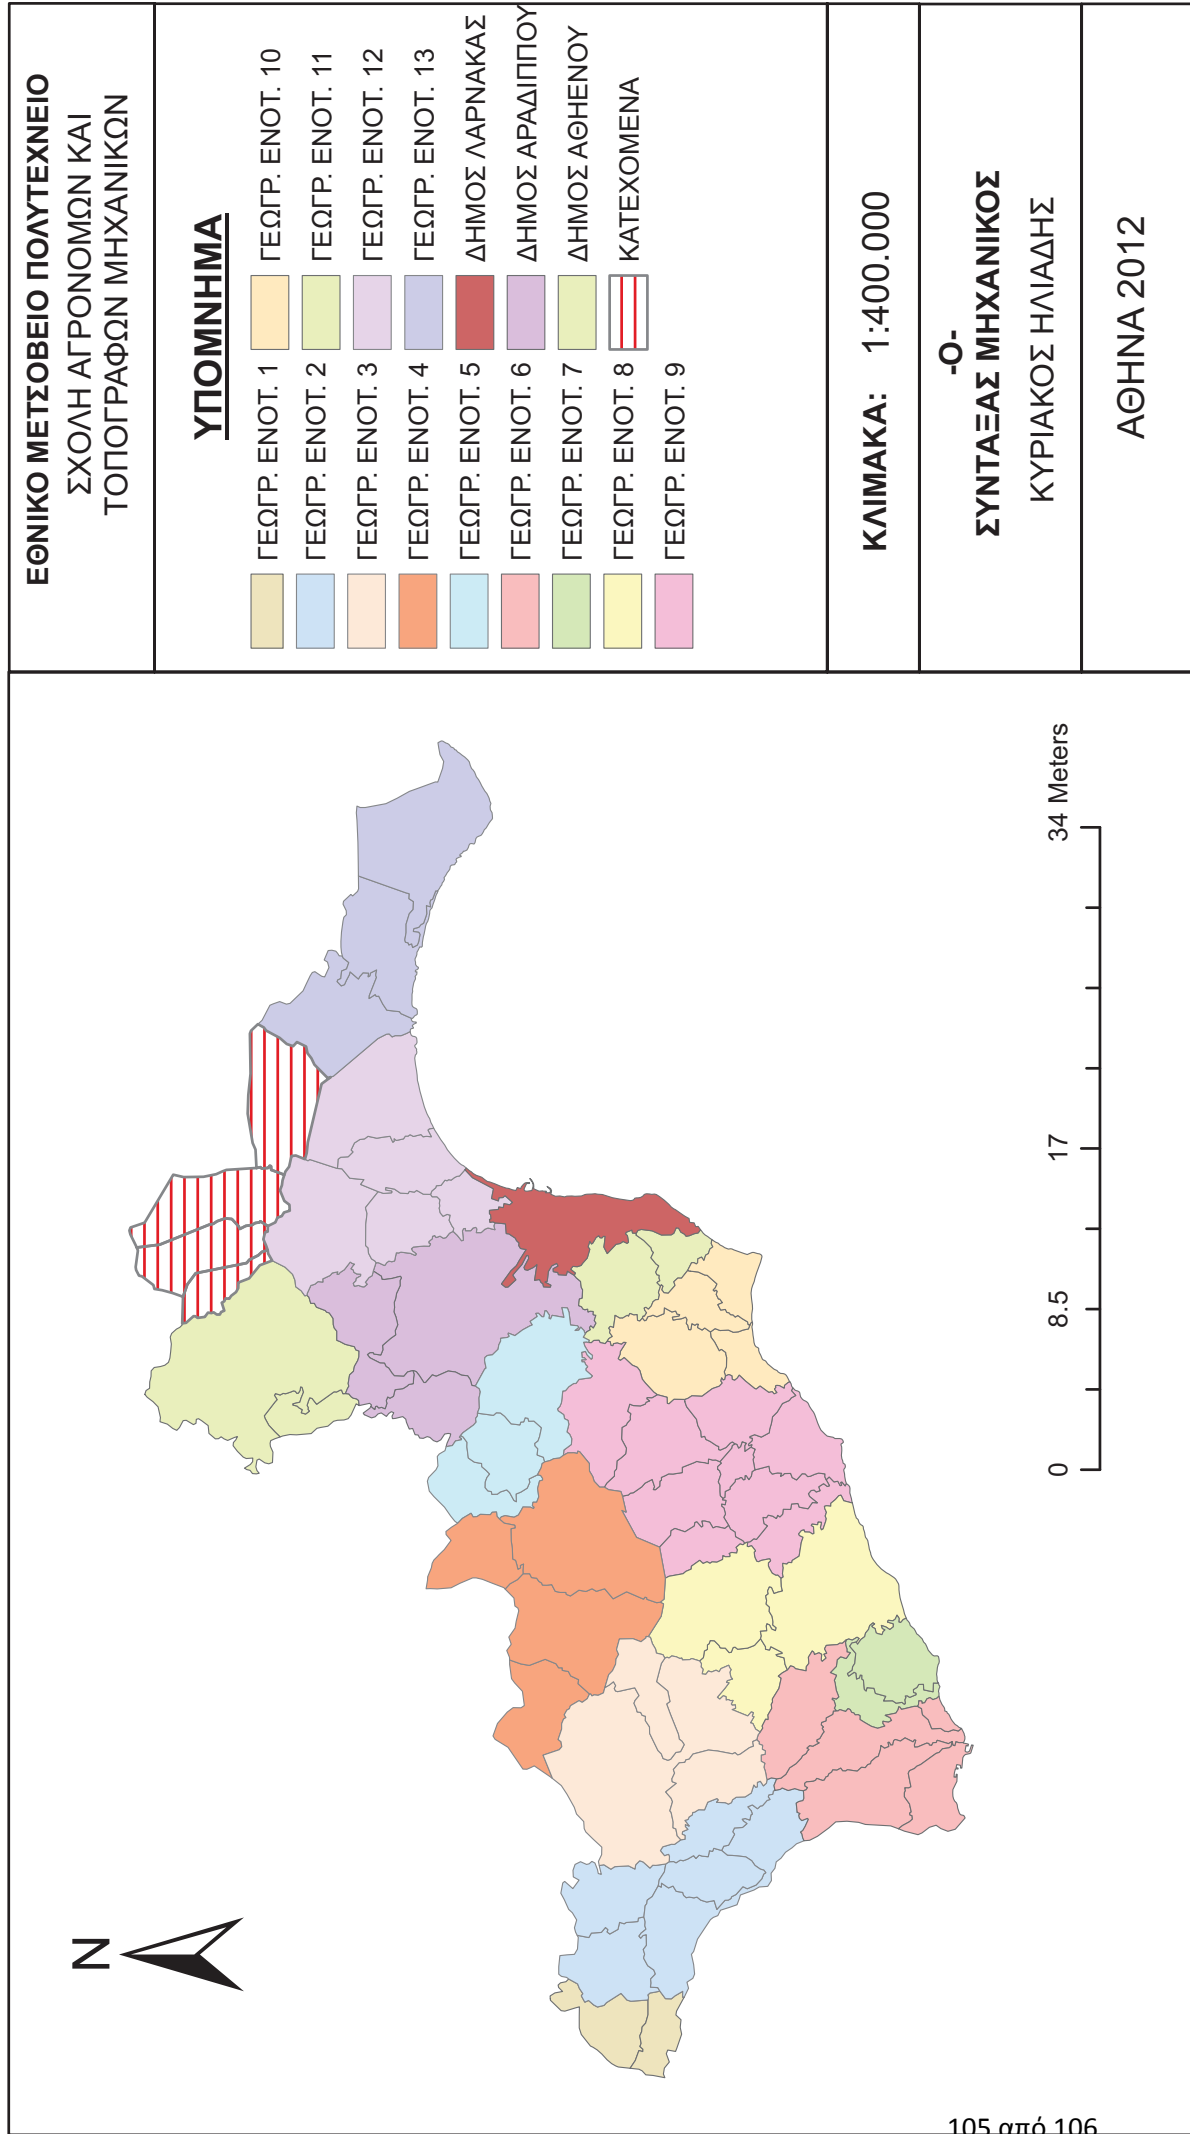 ΕΘΝΙΚΟ ΜΕΤΣΟΒΕΙΟ ΠΟΛΥΤΕΧΝΕΙΟ
ΣΧΟΛΗ ΑΓΡΟΝΟΜΩΝ ΚΑΙ
ΤΟΠΟΓΡΑΦΩΝ ΜΗΧΑΝΙΚΩΝ
ΥΠΟΜΝΗΜΑ
ΓΕΩΓΡ. ΕΝΟΤ. 1
ΓΕΩΓΡ. ΕΝΟΤ. 2
ΓΕΩΓΡ. ΕΝΟΤ. 3
ΓΕΩΓΡ. ΕΝΟΤ. 4
ΓΕΩΓΡ. ΕΝΟΤ. 5
ΓΕΩΓΡ. ΕΝΟΤ. 6
ΓΕΩΓΡ. ΕΝΟΤ. 7
ΓΕΩΓΡ. ΕΝΟΤ. 8
ΓΕΩΓΡ. ΕΝΟΤ. 9
ΓΕΩΓΡ. ΕΝΟΤ. 10
ΓΕΩΓΡ. ΕΝΟΤ. 11
ΓΕΩΓΡ. ΕΝΟΤ. 12
ΓΕΩΓΡ. ΕΝΟΤ. 13
ΔΗΜΟΣ ΛΑΡΝΑΚΑΣ
ΔΗΜΟΣ ΑΡΑΔΙΠΠΟΥ
ΔΗΜΟΣ ΑΘΗΕΝΟΥ
ΚΑΤΕΧΟΜΕΝΑ
ΚΛΙΜΑΚΑ: 1:400.000
-Ο-
ΣΥΝΤΑΞΑΣ ΜΗΧΑΝΙΚΟΣ
ΚΥΡΙΑΚΟΣ ΗΛΙΑΔΗΣ
ΑΘΗΝΑ 2012
N
0 8.5 17 34 Meters
105 από 106